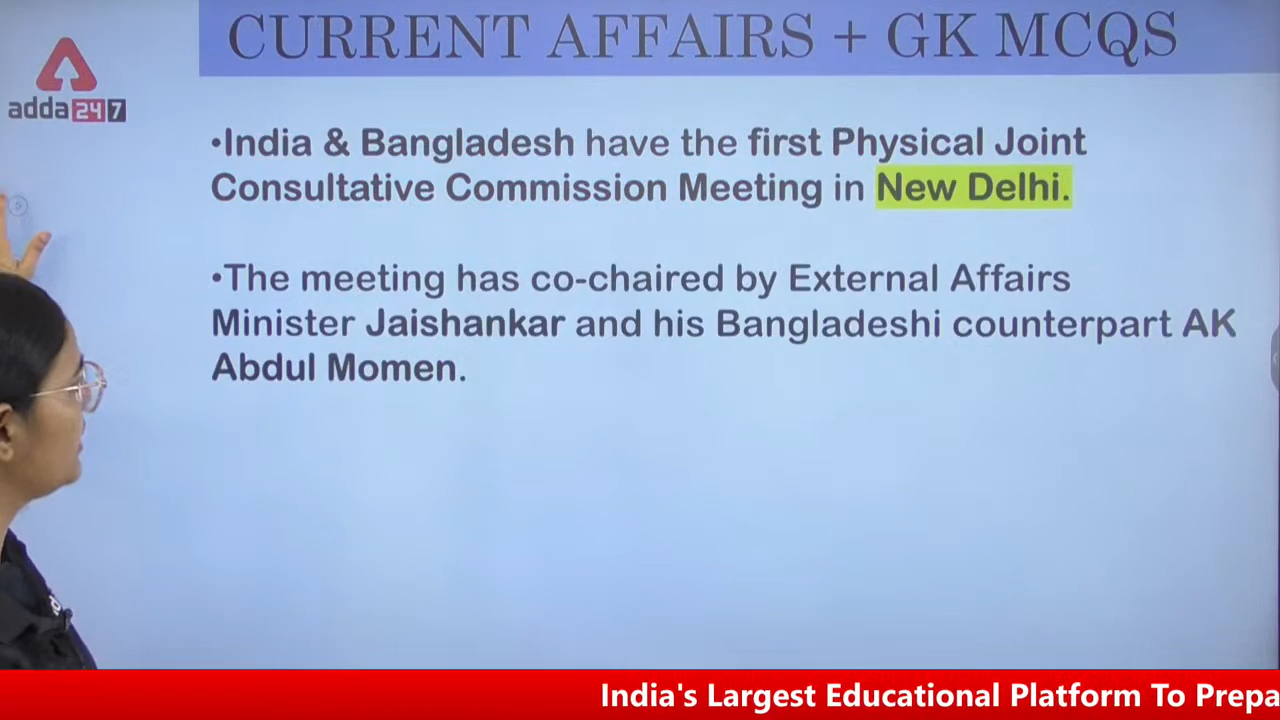 CURRENT AFFAIRS + GK MCQS
adda247
•India & Bangladesh have the first Physical Joint
Consultative Commission Meeting in New Delhi.
•The meeting has co-chaired by External Affairs
Minister Jaishankar and his Bangladeshi counterpart AK
Abdul Momen.
India's Largest Educational Platform To Prepa